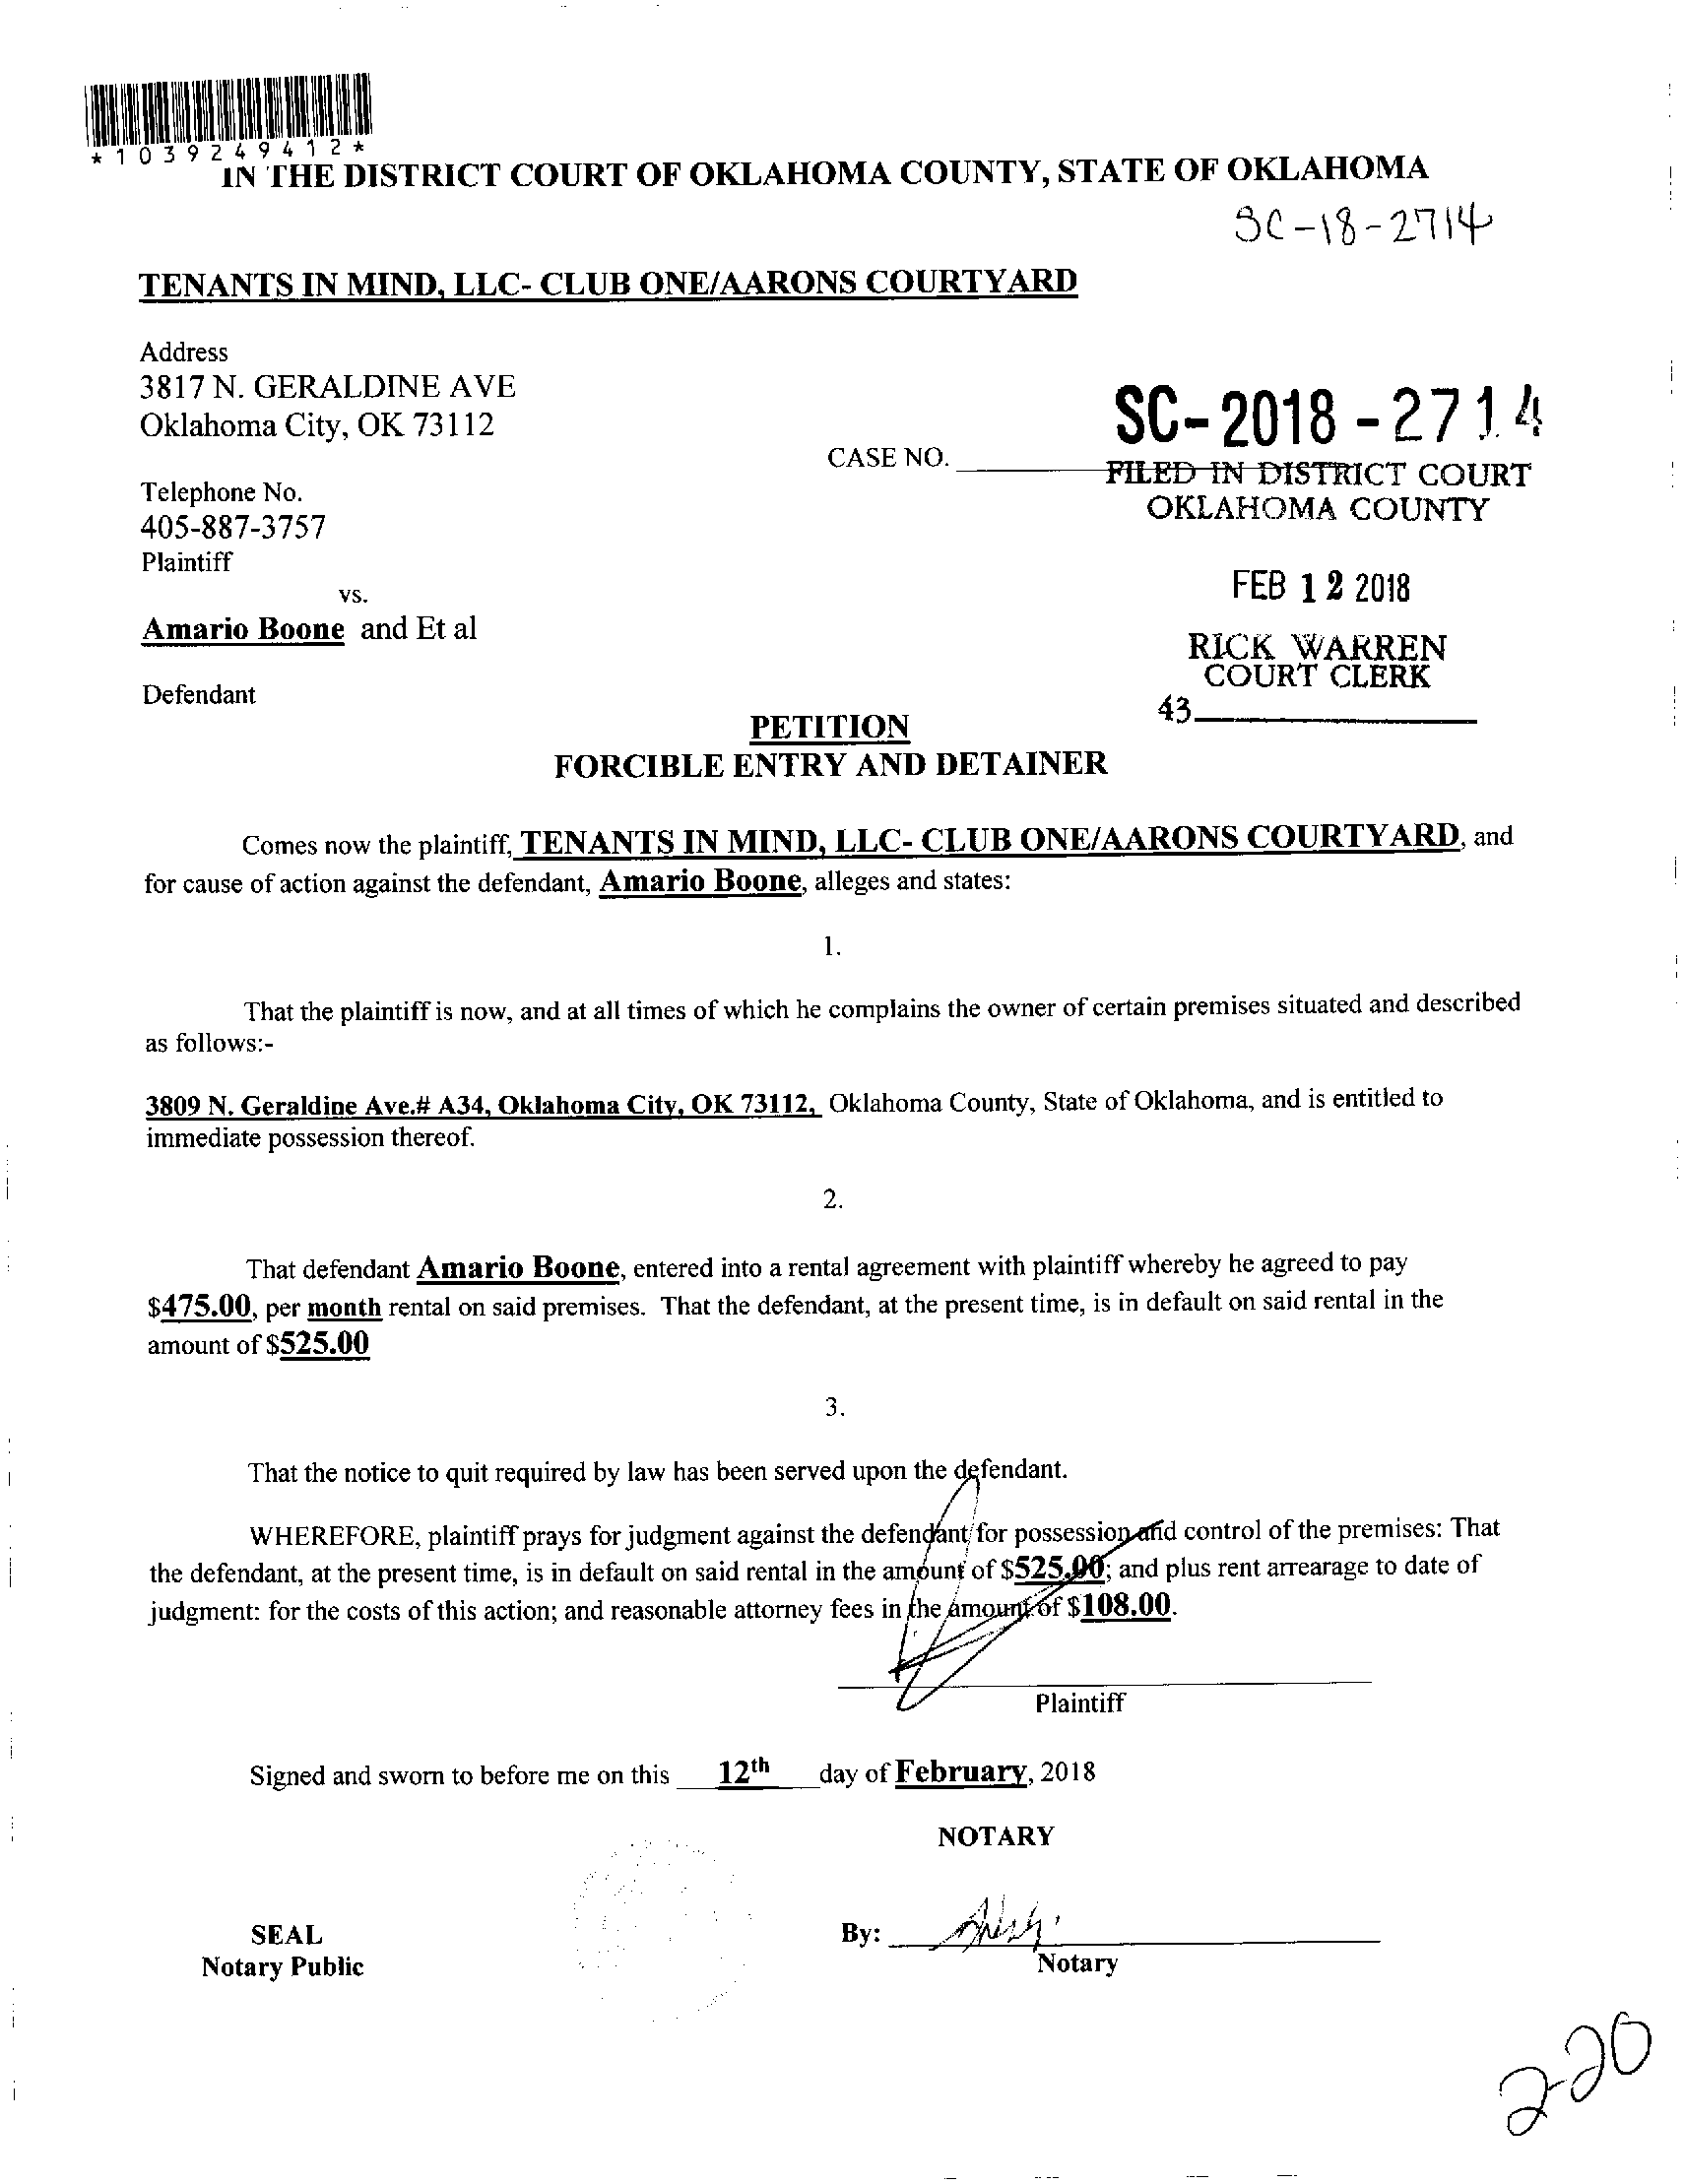 *1039249412*
IN THE DISTRICT COURT OF OKLAHOMA COUNTY, STATE OF OKLAHOMA
SC-18-2714
TENANTS IN MIND, LLC- CLUB ONE/AARONS COURTYARD
Address
3817 N. GERALDINE AVE
Oklahoma City, OK 73112
SC-2018-2714
CASE NO.
FILED IN DISTRICT COURT
OKLAHOMA COUNTY
Telephone No.
405-887-3757
Plaintiff
FEB 12 2018
vs.
Amario Boone and Et al
RICK WARREN
COURT CLERK
Defendant
43
PETITION
FORCIBLE ENTRY AND DETAINER
Comes now the plaintiff, TENANTS IN MIND, LLC- CLUB ONE/AARONS COURTYARD, and
for cause of action against the defendant, Amario Boone, alleges and states:
1.
That the plaintiff is now, and at all times of which he complains the owner of certain premises situated and described
as follows:-
3809 N. Geraldine Ave.# A34, Oklahoma City, OK 73112, Oklahoma County, State of Oklahoma, and is entitled to
immediate possession thereof.
2.
That defendant Amario Boone, entered into a rental agreement with plaintiff whereby he agreed to pay
$475.00, per month rental on said premises. That the defendant, at the present time, is in default on said rental in the
amount of $525.00
3.
That the notice to quit required by law has been served upon the defendant.
WHEREFORE, plaintiff prays for judgment against the defendant for possession and control of the premises: That
the defendant, at the present time, is in default on said rental in the amount of $525.00; and plus rent arrearage to date of
judgment: for the costs of this action; and reasonable attorney fees in the amount of $108.00.
Plaintiff
Signed and sworn to before me on this 12th day of February, 2018
NOTARY
SEAL
By:
Notary Public
Notary
2-20